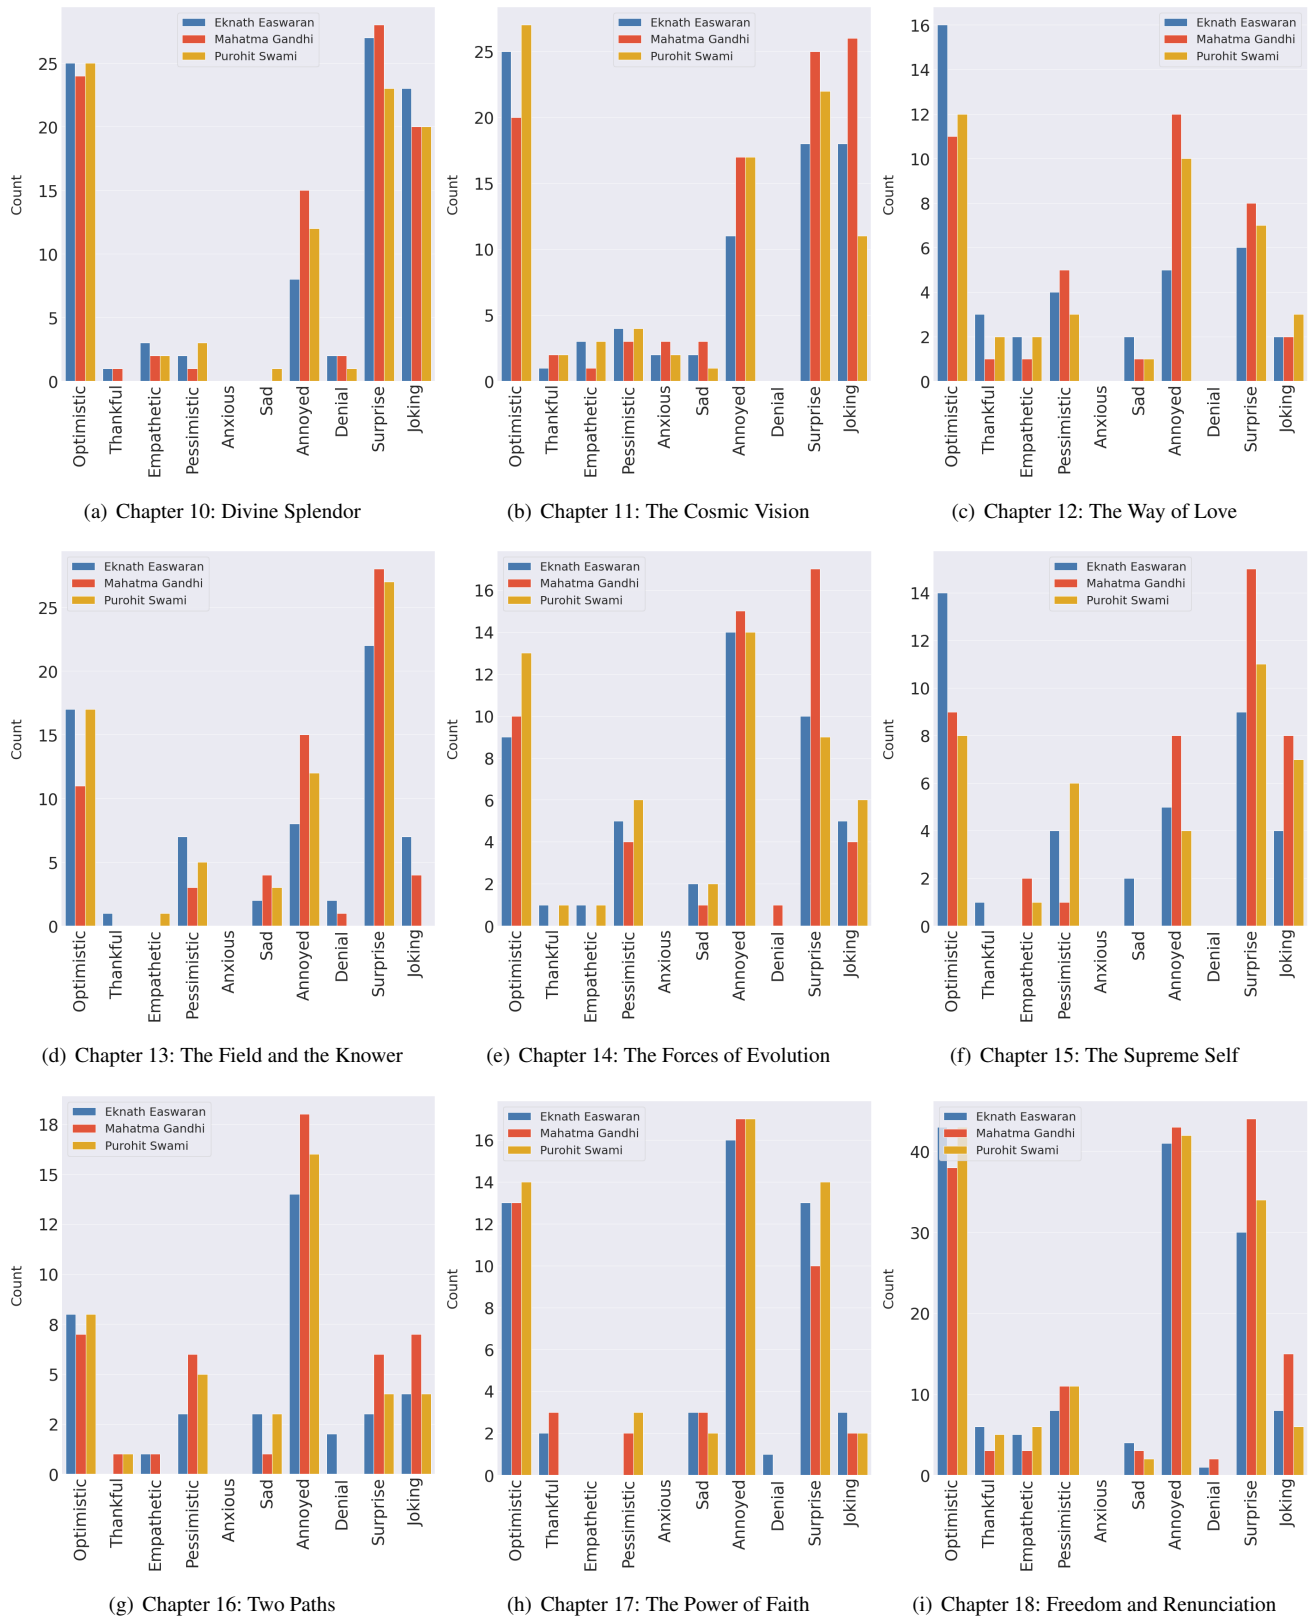 Eknath Easwaran
Mahatma Gandhi
Purohit Swami
Count
25
20
15
10
5
0
Optimistic
Thankful
Empathetic
Pessimistic
Anxious
Sad
Annoyed
Denial
Surprise
Joking
(a) Chapter 10: Divine Splendor
Eknath Easwaran
Mahatma Gandhi
Purohit Swami
Count
25
20
15
10
5
0
Optimistic
Thankful
Empathetic
Pessimistic
Anxious
Sad
Annoyed
Denial
Surprise
Joking
(b) Chapter 11: The Cosmic Vision
Eknath Easwaran
Mahatma Gandhi
Purohit Swami
Count
16
14
12
10
8
6
4
2
0
Optimistic
Thankful
Empathetic
Pessimistic
Anxious
Sad
Annoyed
Denial
Surprise
Joking
(c) Chapter 12: The Way of Love
Eknath Easwaran
Mahatma Gandhi
Purohit Swami
Count
25
20
15
10
5
0
Optimistic
Thankful
Empathetic
Pessimistic
Anxious
Sad
Annoyed
Denial
Surprise
Joking
(d) Chapter 13: The Field and the Knower
Eknath Easwaran
Mahatma Gandhi
Purohit Swami
Count
16
14
12
10
8
6
4
2
0
Optimistic
Thankful
Empathetic
Pessimistic
Anxious
Sad
Annoyed
Denial
Surprise
Joking
(e) Chapter 14: The Forces of Evolution
Eknath Easwaran
Mahatma Gandhi
Purohit Swami
Count
14
12
10
8
6
4
2
0
Optimistic
Thankful
Empathetic
Pessimistic
Anxious
Sad
Annoyed
Denial
Surprise
Joking
(f) Chapter 15: The Supreme Self
Eknath Easwaran
Mahatma Gandhi
Purohit Swami
Count
18
15
12
10
8
5
2
0
Optimistic
Thankful
Empathetic
Pessimistic
Anxious
Sad
Annoyed
Denial
Surprise
Joking
(g) Chapter 16: Two Paths
Eknath Easwaran
Mahatma Gandhi
Purohit Swami
Count
16
14
12
10
8
6
4
2
0
Optimistic
Thankful
Empathetic
Pessimistic
Anxious
Sad
Annoyed
Denial
Surprise
Joking
(h) Chapter 17: The Power of Faith
Eknath Easwaran
Mahatma Gandhi
Purohit Swami
Count
40
30
20
10
0
Optimistic
Thankful
Empathetic
Pessimistic
Anxious
Sad
Annoyed
Denial
Surprise
Joking
(i) Chapter 18: Freedom and Renunciation